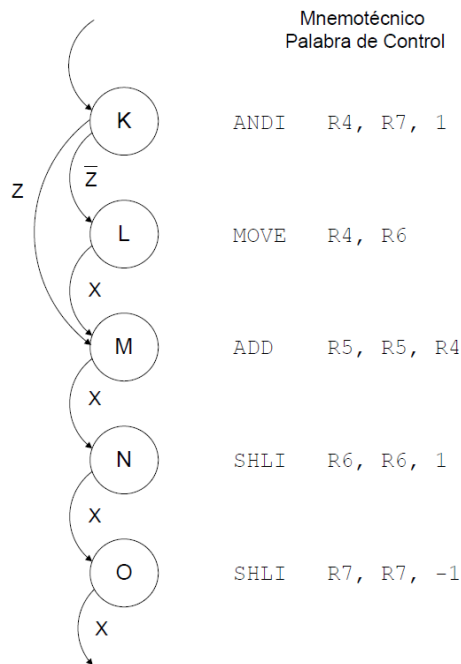 Mnemotécnico
Palabra de Control
K ANDI R4, R7, 1
Z
Z̅
L MOVE R4, R6
X
M ADD R5, R5, R4
X
N SHLI R6, R6, 1
X
O SHLI R7, R7, -1
X